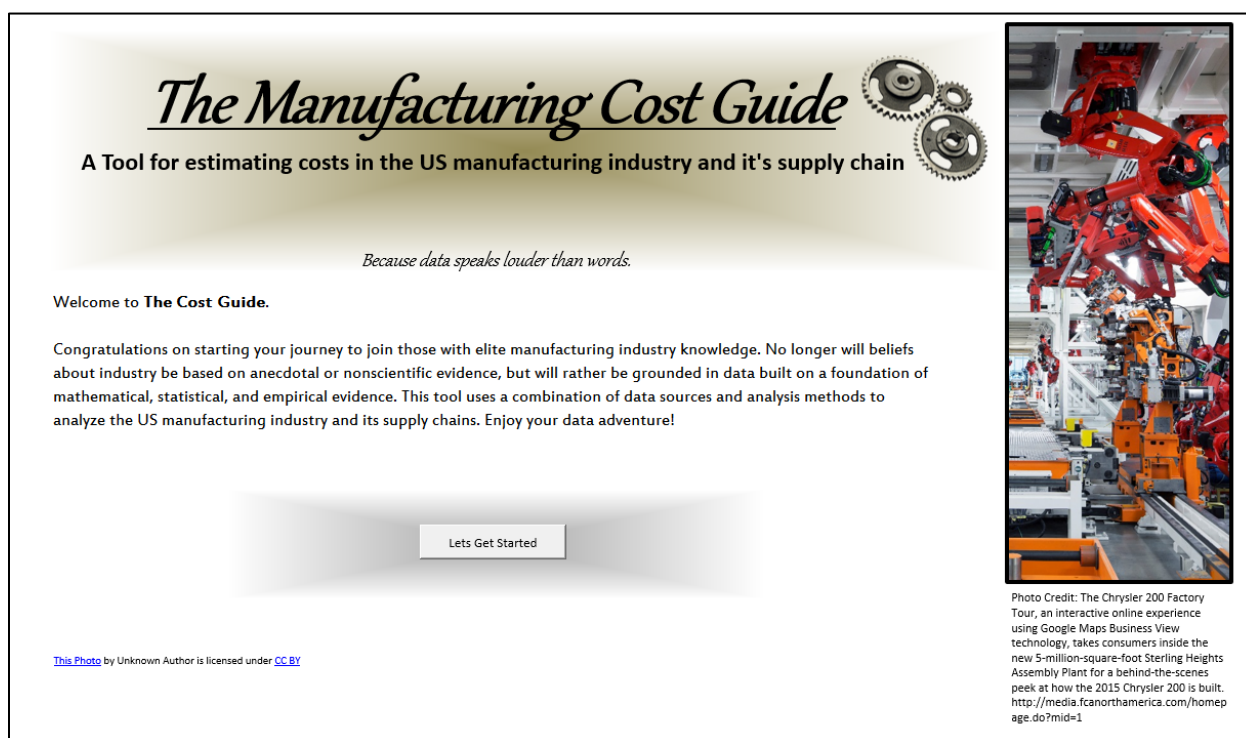 The Manufacturing Cost Guide
A Tool for estimating costs in the US manufacturing industry and it's supply chain
Because data speaks louder than words.
Welcome to The Cost Guide.
Congratulations on starting your journey to join those with elite manufacturing industry knowledge. No longer will beliefs
about industry be based on anecdotal or nonscientific evidence, but will rather be grounded in data built on a foundation of
mathematical, statistical, and empirical evidence. This tool uses a combination of data sources and analysis methods to
analyze the US manufacturing industry and its supply chains. Enjoy your data adventure!
Lets Get Started
This Photo by Unknown Author is licensed under CC BY
Photo Credit: The Chrysler 200 Factory
Tour, an interactive online experience
using Google Maps Business View
technology, takes consumers inside the
new 5-million-square-foot Sterling Heights
Assembly Plant for a behind-the-scenes
peek at how the 2015 Chrysler 200 is built.
http://media.fcanorthamerica.com/homep
age.do?mid=1